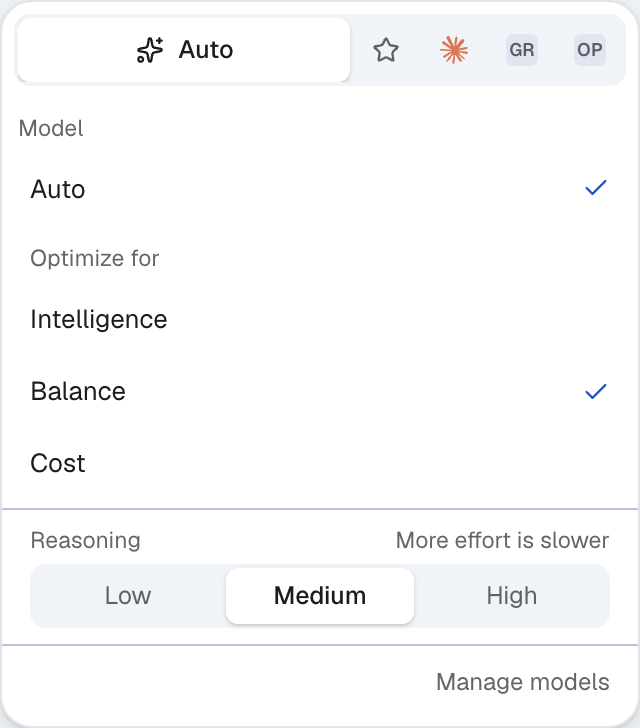 Auto GR OP
Model
Auto
Optimize for
Intelligence
Balance
Cost
Reasoning More effort is slower
Low Medium High
Manage models